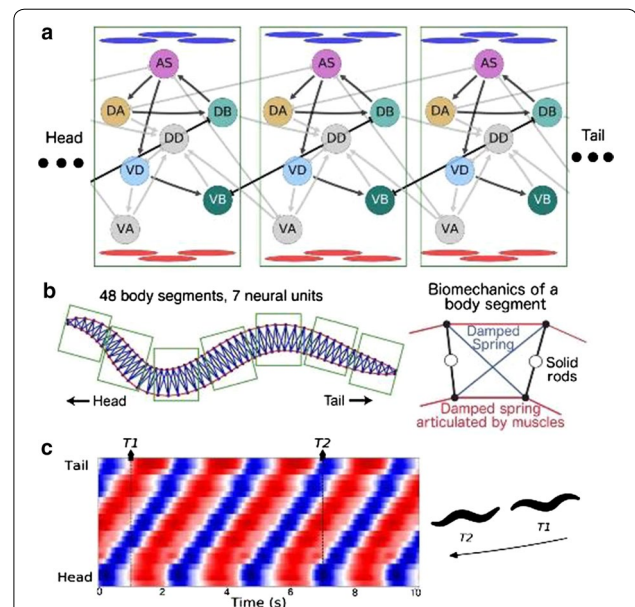 a
AS
AS
AS
DA
DB
DA
DB
DA
DB
Head
DD
DD
DD
Tail
VD
VD
VD
VB
VB
VB
VA
VA
VA
b
48 body segments, 7 neural units
Head
Tail
Biomechanics of a
body segment
Damped
Spring
Solid
rods
Damped spring
articulated by muscles
c
T1
T2
Tail
Head
0
2
4
6
8
10
Time (s)
T2
T1